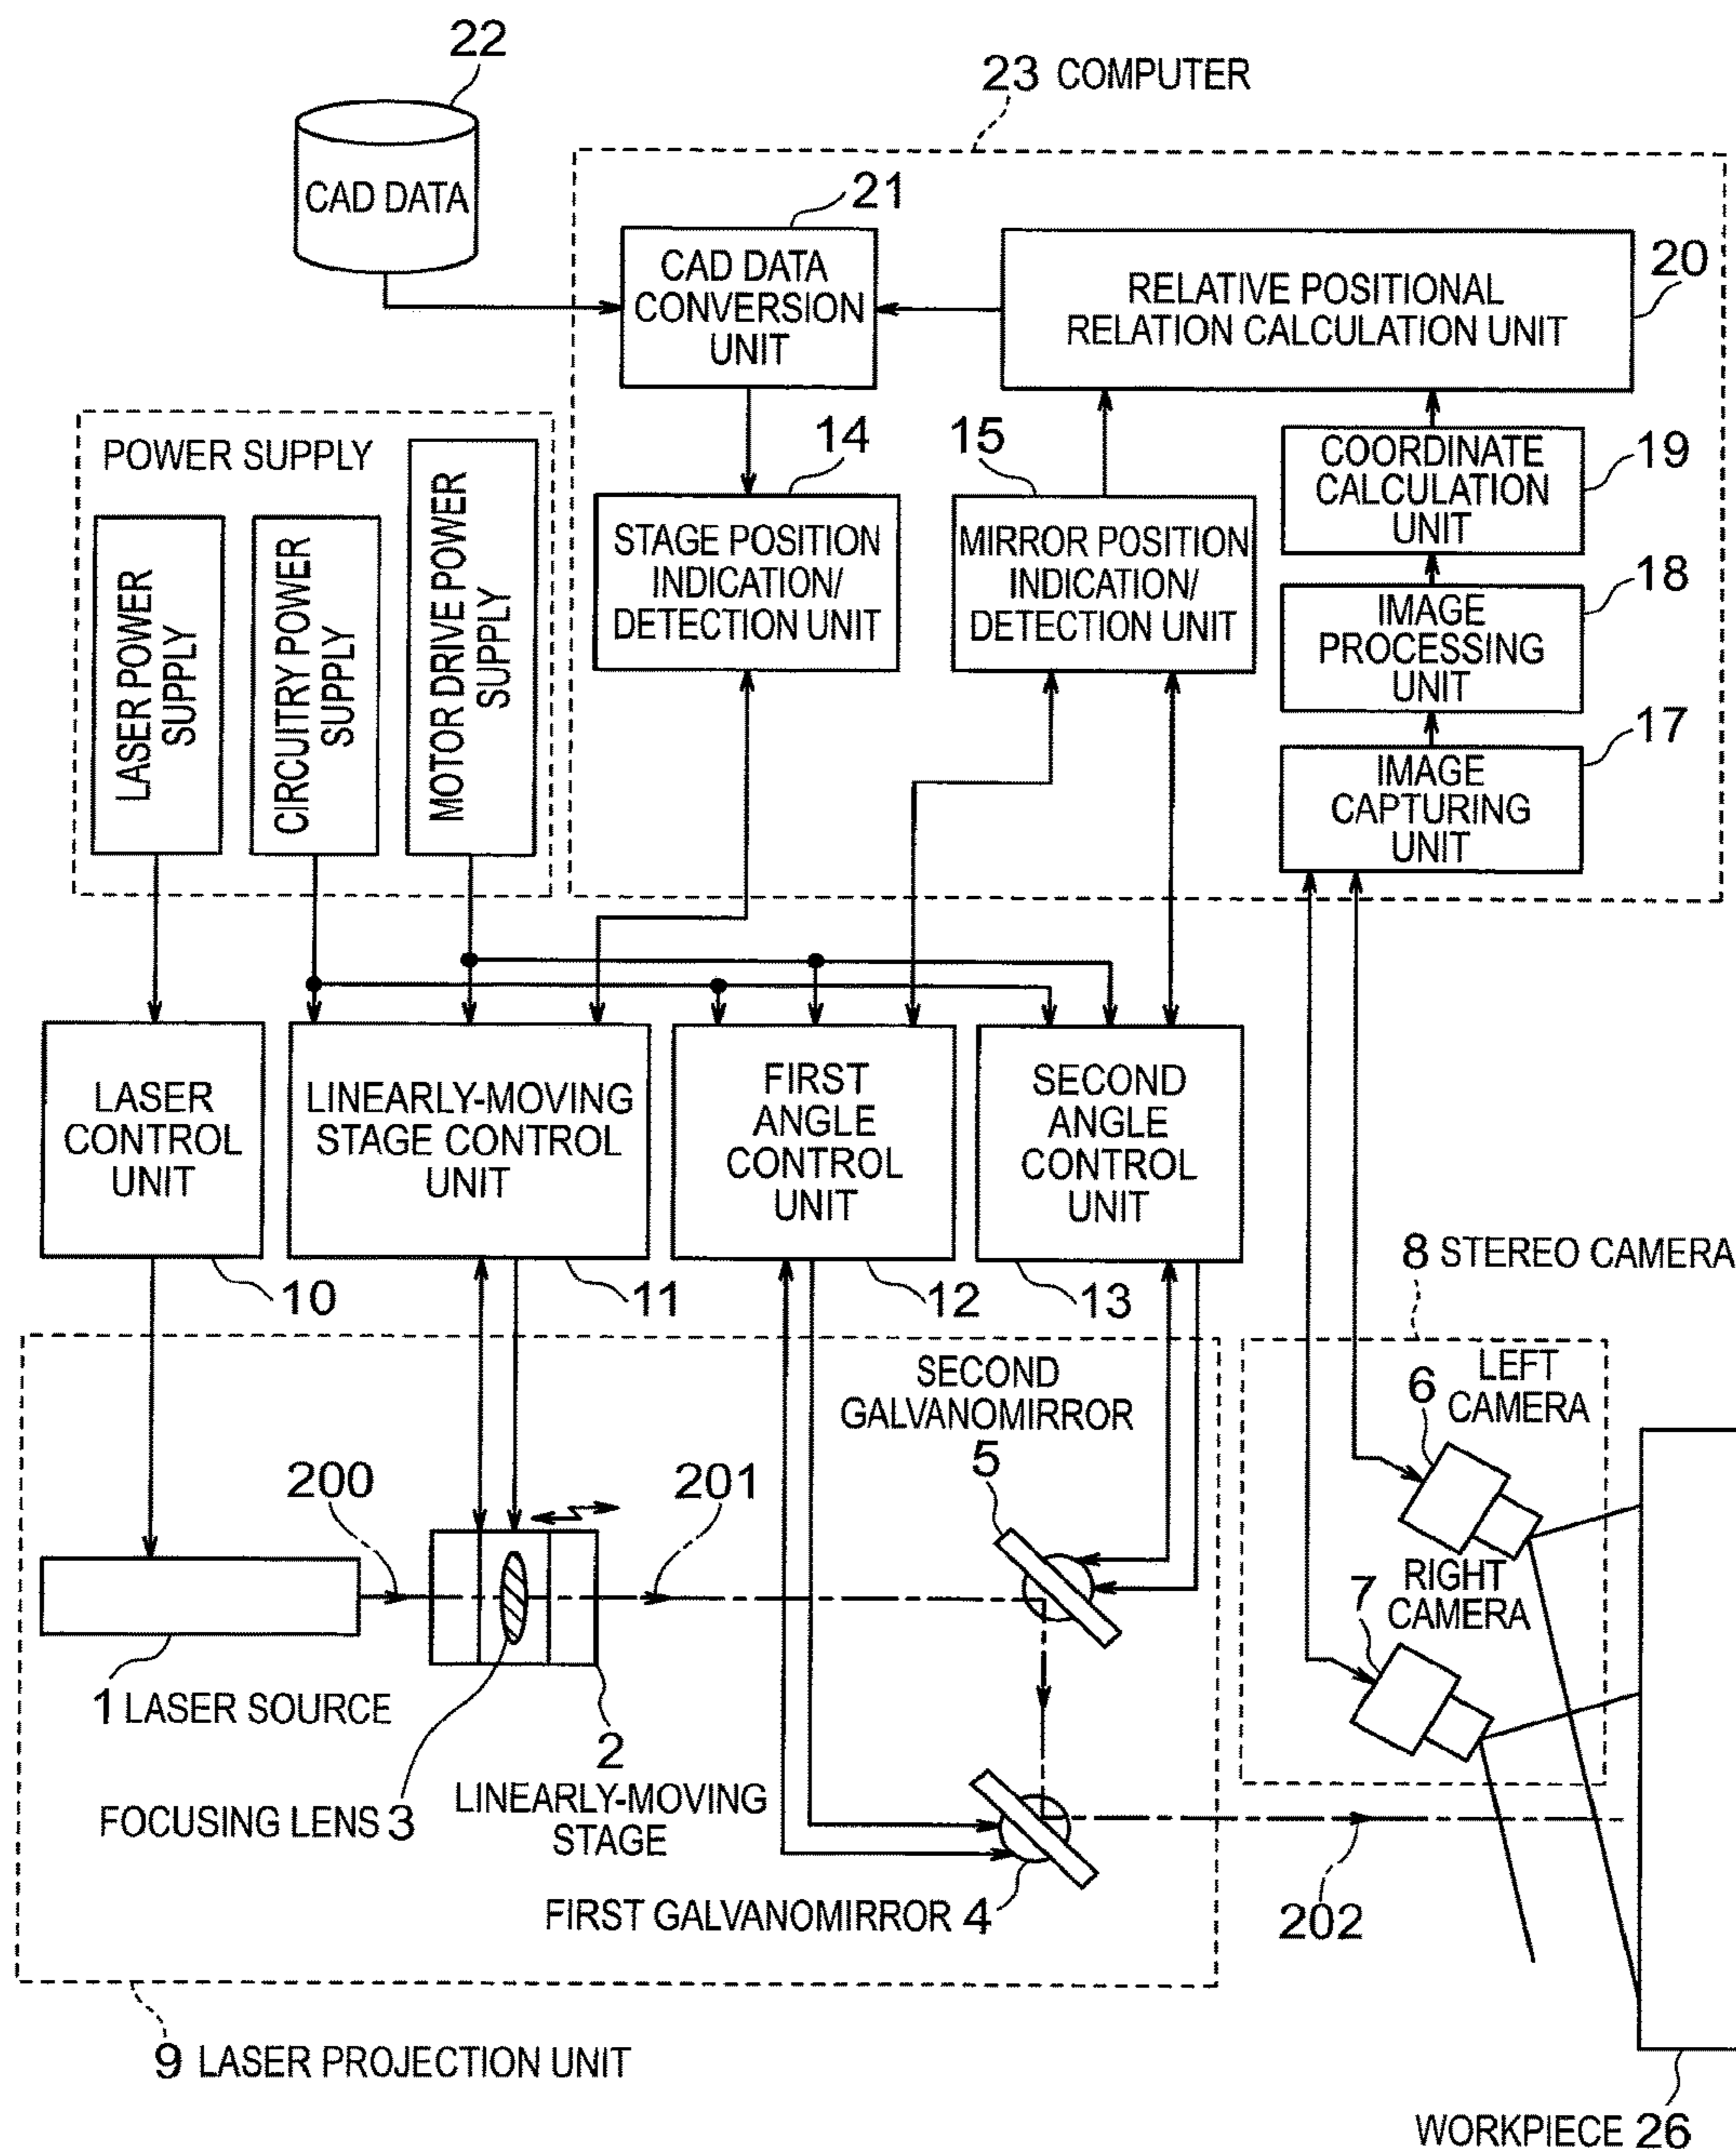 22
23 COMPUTER
CAD DATA
21
CAD DATA
CONVERSION
UNIT
RELATIVE POSITIONAL
RELATION CALCULATION UNIT
20
POWER SUPPLY
LASER POWER
SUPPLY
CIRCUITRY POWER
SUPPLY
MOTOR DRIVE POWER
SUPPLY
14
STAGE POSITION
INDICATION/
DETECTION UNIT
15
MIRROR POSITION
INDICATION/
DETECTION UNIT
COORDINATE
CALCULATION
UNIT
19
IMAGE
PROCESSING
UNIT
18
IMAGE
CAPTURING
UNIT
17
LASER
CONTROL
UNIT
10
LINEARLY-MOVING
STAGE CONTROL
UNIT
11
FIRST
ANGLE
CONTROL
UNIT
12
SECOND
ANGLE
CONTROL
UNIT
13
8 STEREO CAMERA
LEFT
CAMERA
6
RIGHT
CAMERA
7
SECOND
GALVANOMIRROR
5
200
201
1 LASER SOURCE
2
LINEARLY-MOVING
STAGE
FOCUSING LENS 3
FIRST GALVANOMIRROR 4
202
9 LASER PROJECTION UNIT
WORKPIECE 26